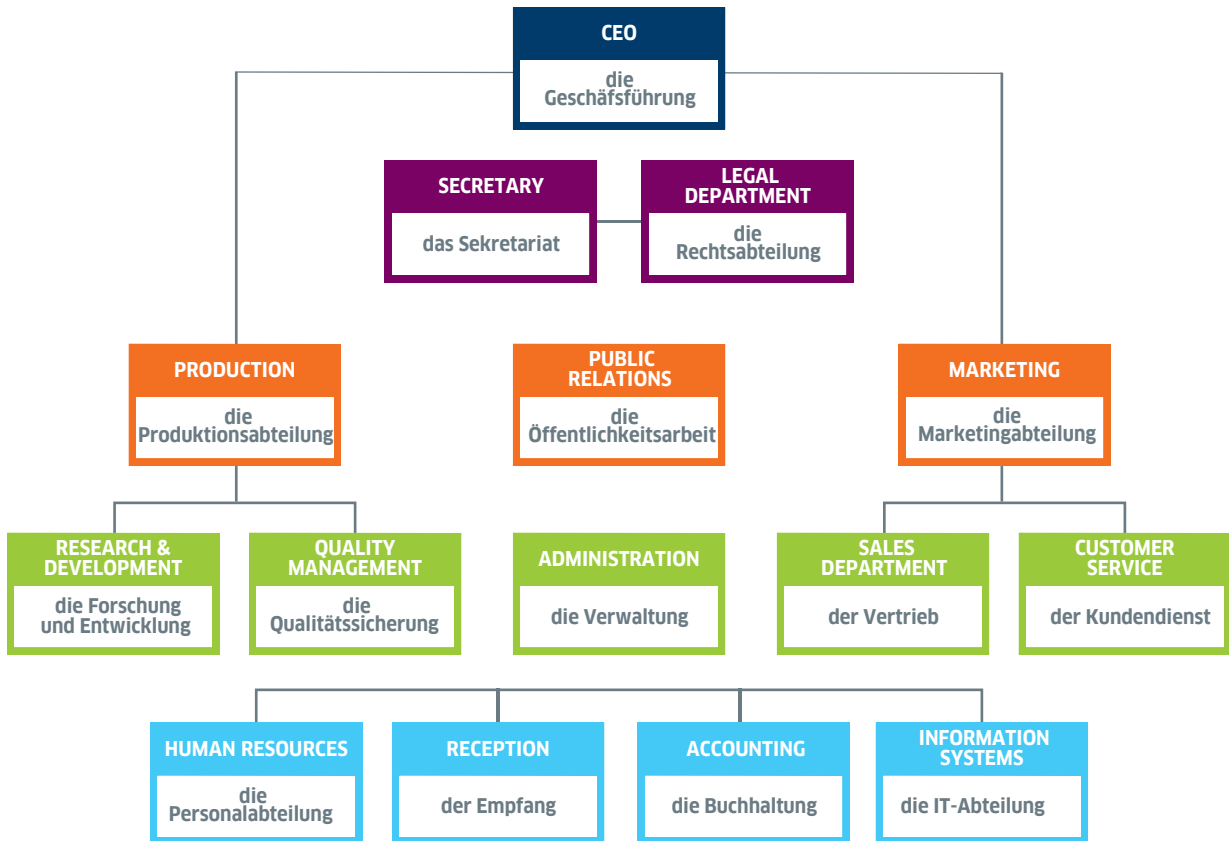 CEO
die
Geschäfsführung
SECRETARY
das Sekretariat
LEGAL
DEPARTMENT
die
Rechtsabteilung
PRODUCTION
die
Produktionsabteilung
PUBLIC
RELATIONS
die
Öffentlichkeitsarbeit
MARKETING
die
Marketingabteilung
RESEARCH &
DEVELOPMENT
die Forschung
und Entwicklung
QUALITY
MANAGEMENT
die
Qualitätssicherung
ADMINISTRATION
die Verwaltung
SALES
DEPARTMENT
der Vertrieb
CUSTOMER
SERVICE
der Kundendienst
HUMAN RESOURCES
die
Personalabteilung
RECEPTION
der Empfang
ACCOUNTING
die Buchhaltung
INFORMATION
SYSTEMS
die IT-Abteilung